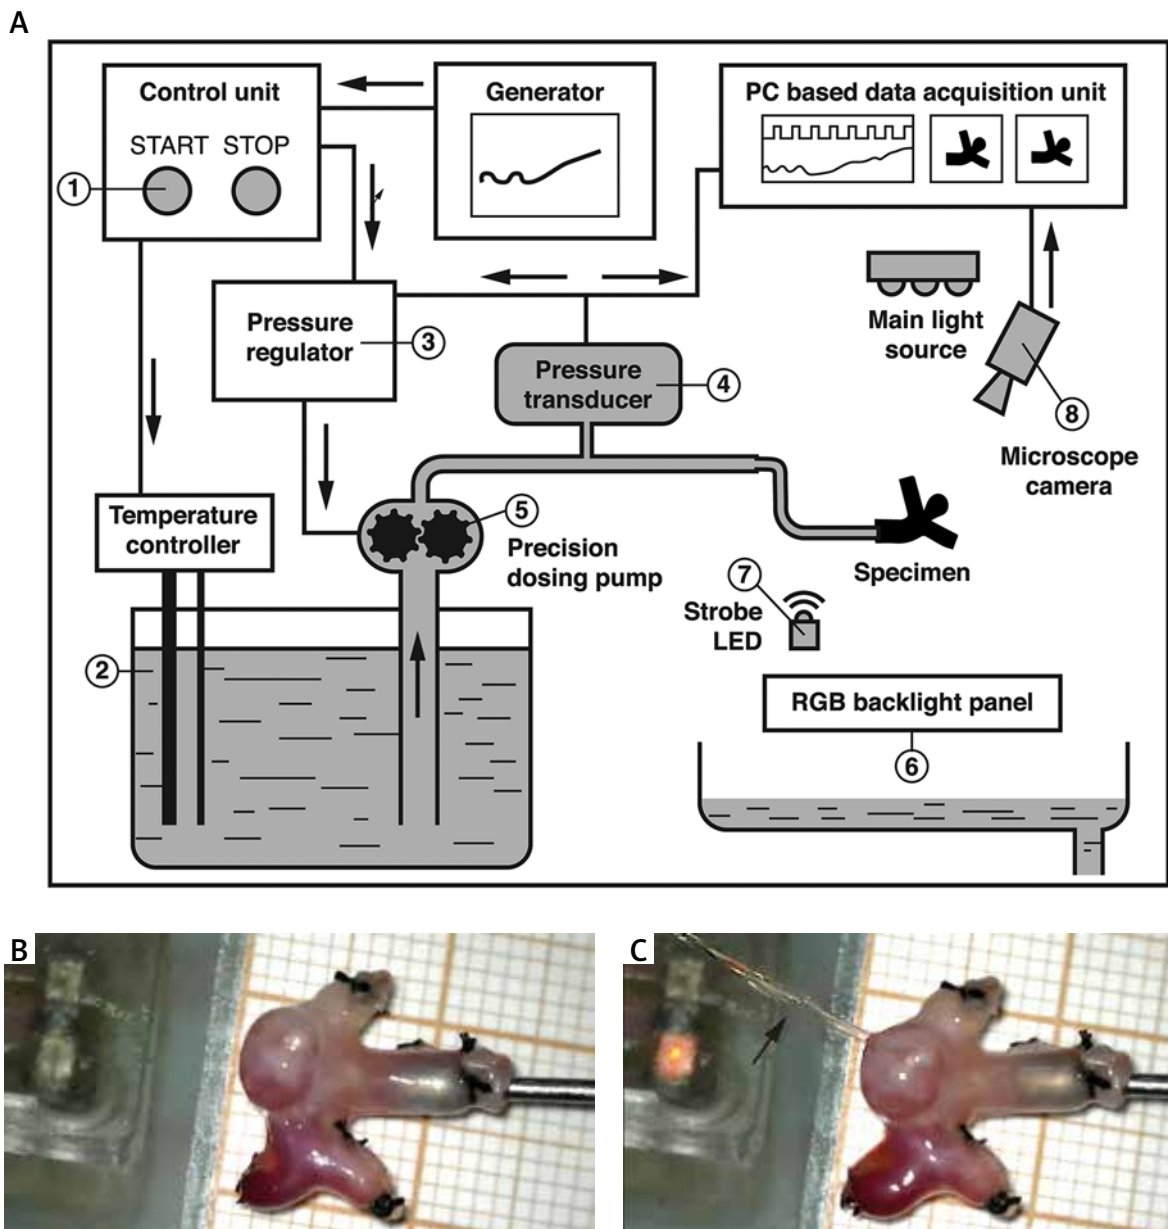 A
Control unit
START STOP
1
Generator
PC based data acquisition unit
Pressure
regulator
3
Pressure
transducer
4
Main light
source
8
Microscope
camera
Temperature
controller
5
Precision
dosing pump
Specimen
7
Strobe
LED
2
RGB backlight panel
6
B
C